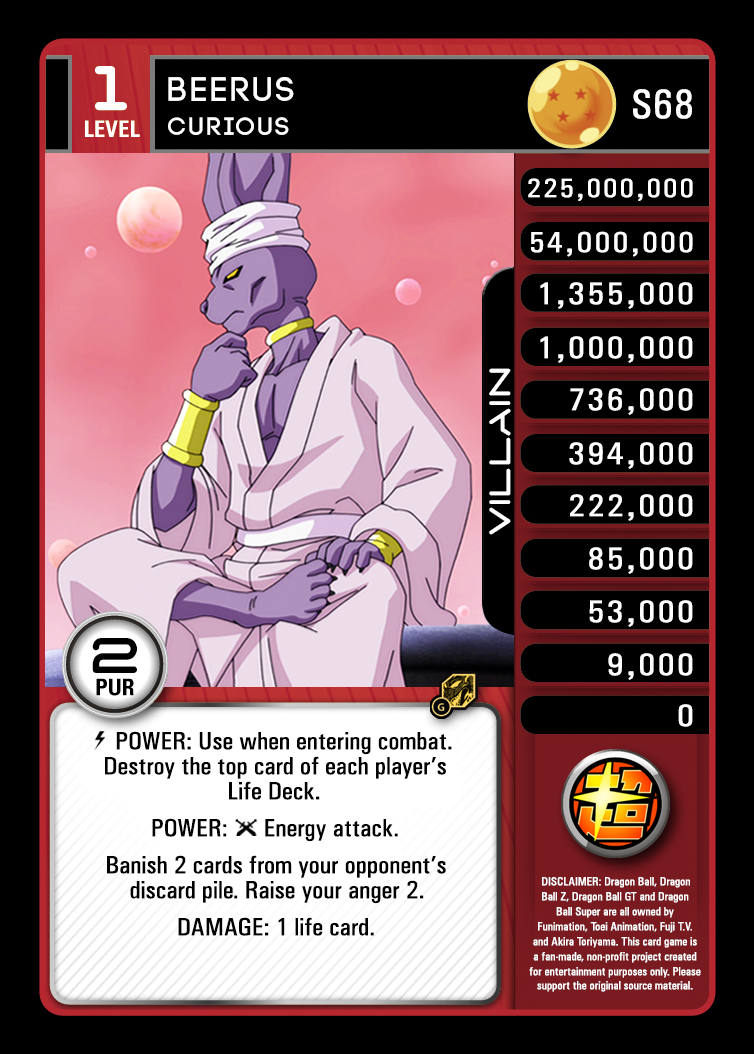 1
LEVEL
BEERUS
CURIOUS
S68
225,000,000
54,000,000
1,355,000
1,000,000
736,000
394,000
222,000
85,000
53,000
9,000
0
VILLAIN
2
PUR
G
POWER: Use when entering combat.
Destroy the top card of each player's
Life Deck.
POWER: Energy attack.
Banish 2 cards from your opponent's
discard pile. Raise your anger 2.
DAMAGE: 1 life card.
超
DISCLAIMER: Dragon Ball, Dragon
Ball Z, Dragon Ball GT and Dragon
Ball Super are all owned by
Funimation, Toei Animation, Fuji T.V.
and Akira Toriyama. This card game is
a fan-made, non-profit project created
for entertainment purposes only. Please
support the original source material.